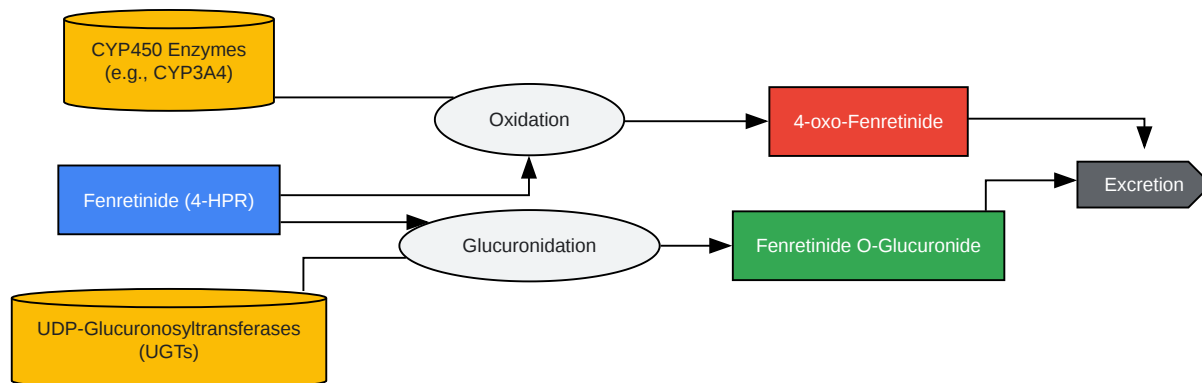 CYP450 Enzymes
(e.g., CYP3A4)
Oxidation
4-oxo-Fenretinide
Fenretinide (4-HPR)
Excretion
Glucuronidation
Fenretinide O-Glucuronide
UDP-Glucuronosyltransferases
(UGTs)